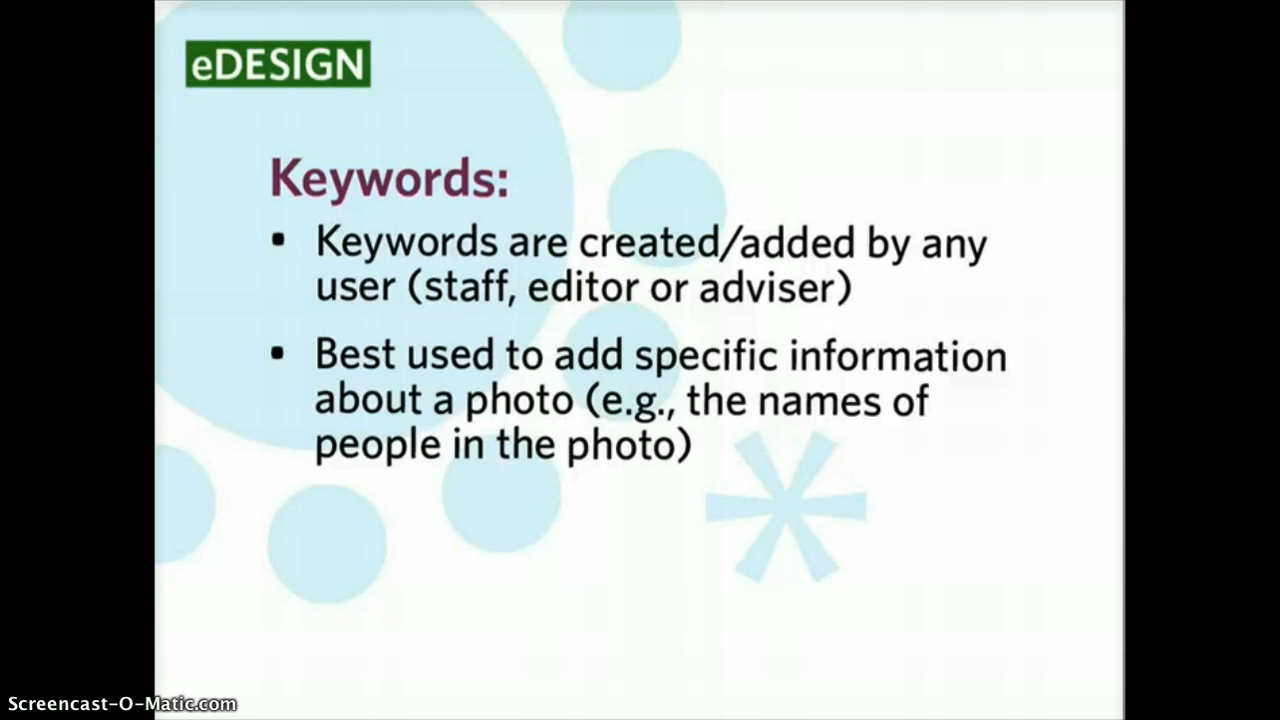 eDESIGN
Keywords:
• Keywords are created/added by any
user (staff, editor or adviser)
• Best used to add specific information
about a photo (e.g., the names of
people in the photo)
Screencast-O-Matic.com